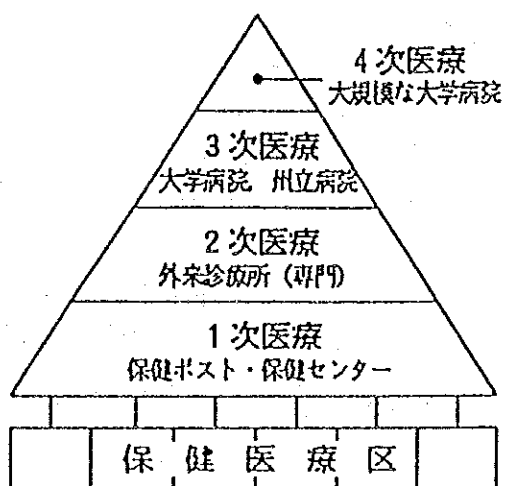 4次医療
大規模な大学病院
3次医療
大学病院 州立病院
2次医療
外来診療所（専門）
1次医療
保健ポスト・保健センター
保健医療区